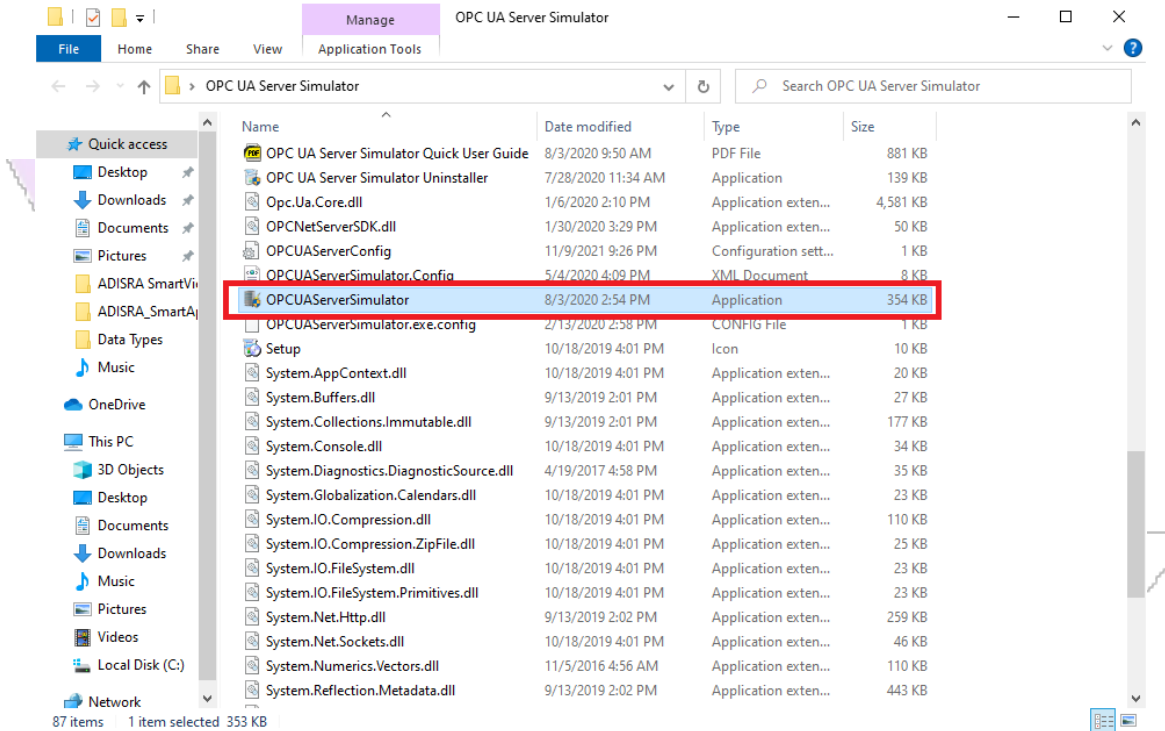 Manage OPC UA Server Simulator
File Home Share View Application Tools
OPC UA Server Simulator Search OPC UA Server Simulator
Quick access
Desktop
Downloads
Documents
Pictures
ADISRA SmartVi
ADISRA_SmartA
Data Types
Music
OneDrive
This PC
3D Objects
Desktop
Documents
Downloads
Music
Pictures
Videos
Local Disk (C:)
Network
Name Date modified Type Size
OPC UA Server Simulator Quick User Guide 8/3/2020 9:50 AM PDF File 881 KB
OPC UA Server Simulator Uninstaller 7/28/2020 11:34 AM Application 139 KB
Opc.Ua.Core.dll 1/6/2020 2:10 PM Application exten... 4,581 KB
OPCNetServerSDK.dll 1/30/2020 3:29 PM Application exten... 50 KB
OPCUAServerConfig 11/9/2021 9:26 PM Configuration sett... 1 KB
OPCUAServerSimulator.Config 5/4/2020 4:09 PM XML Document 8 KB
OPCUAServerSimulator 8/3/2020 2:54 PM Application 354 KB
OPCUAServerSimulator.exe.config 2/13/2020 2:58 PM CONFIG File 1 KB
Setup 10/18/2019 4:01 PM Icon 10 KB
System.AppContext.dll 10/18/2019 4:01 PM Application exten... 20 KB
System.Buffers.dll 9/13/2019 2:01 PM Application exten... 27 KB
System.Collections.Immutable.dll 9/13/2019 2:01 PM Application exten... 177 KB
System.Console.dll 10/18/2019 4:01 PM Application exten... 34 KB
System.Diagnostics.DiagnosticSource.dll 4/19/2017 4:58 PM Application exten... 35 KB
System.Globalization.Calendars.dll 10/18/2019 4:01 PM Application exten... 23 KB
System.IO.Compression.dll 10/18/2019 4:01 PM Application exten... 110 KB
System.IO.Compression.ZipFile.dll 10/18/2019 4:01 PM Application exten... 25 KB
System.IO.FileSystem.dll 10/18/2019 4:01 PM Application exten... 23 KB
System.IO.FileSystem.Primitives.dll 10/18/2019 4:01 PM Application exten... 23 KB
System.Net.Http.dll 9/13/2019 2:02 PM Application exten... 259 KB
System.Net.Sockets.dll 10/18/2019 4:01 PM Application exten... 46 KB
System.Numerics.Vectors.dll 11/5/2016 4:56 AM Application exten... 110 KB
System.Reflection.Metadata.dll 9/13/2019 2:02 PM Application exten... 443 KB
87 items 1 item selected 353 KB